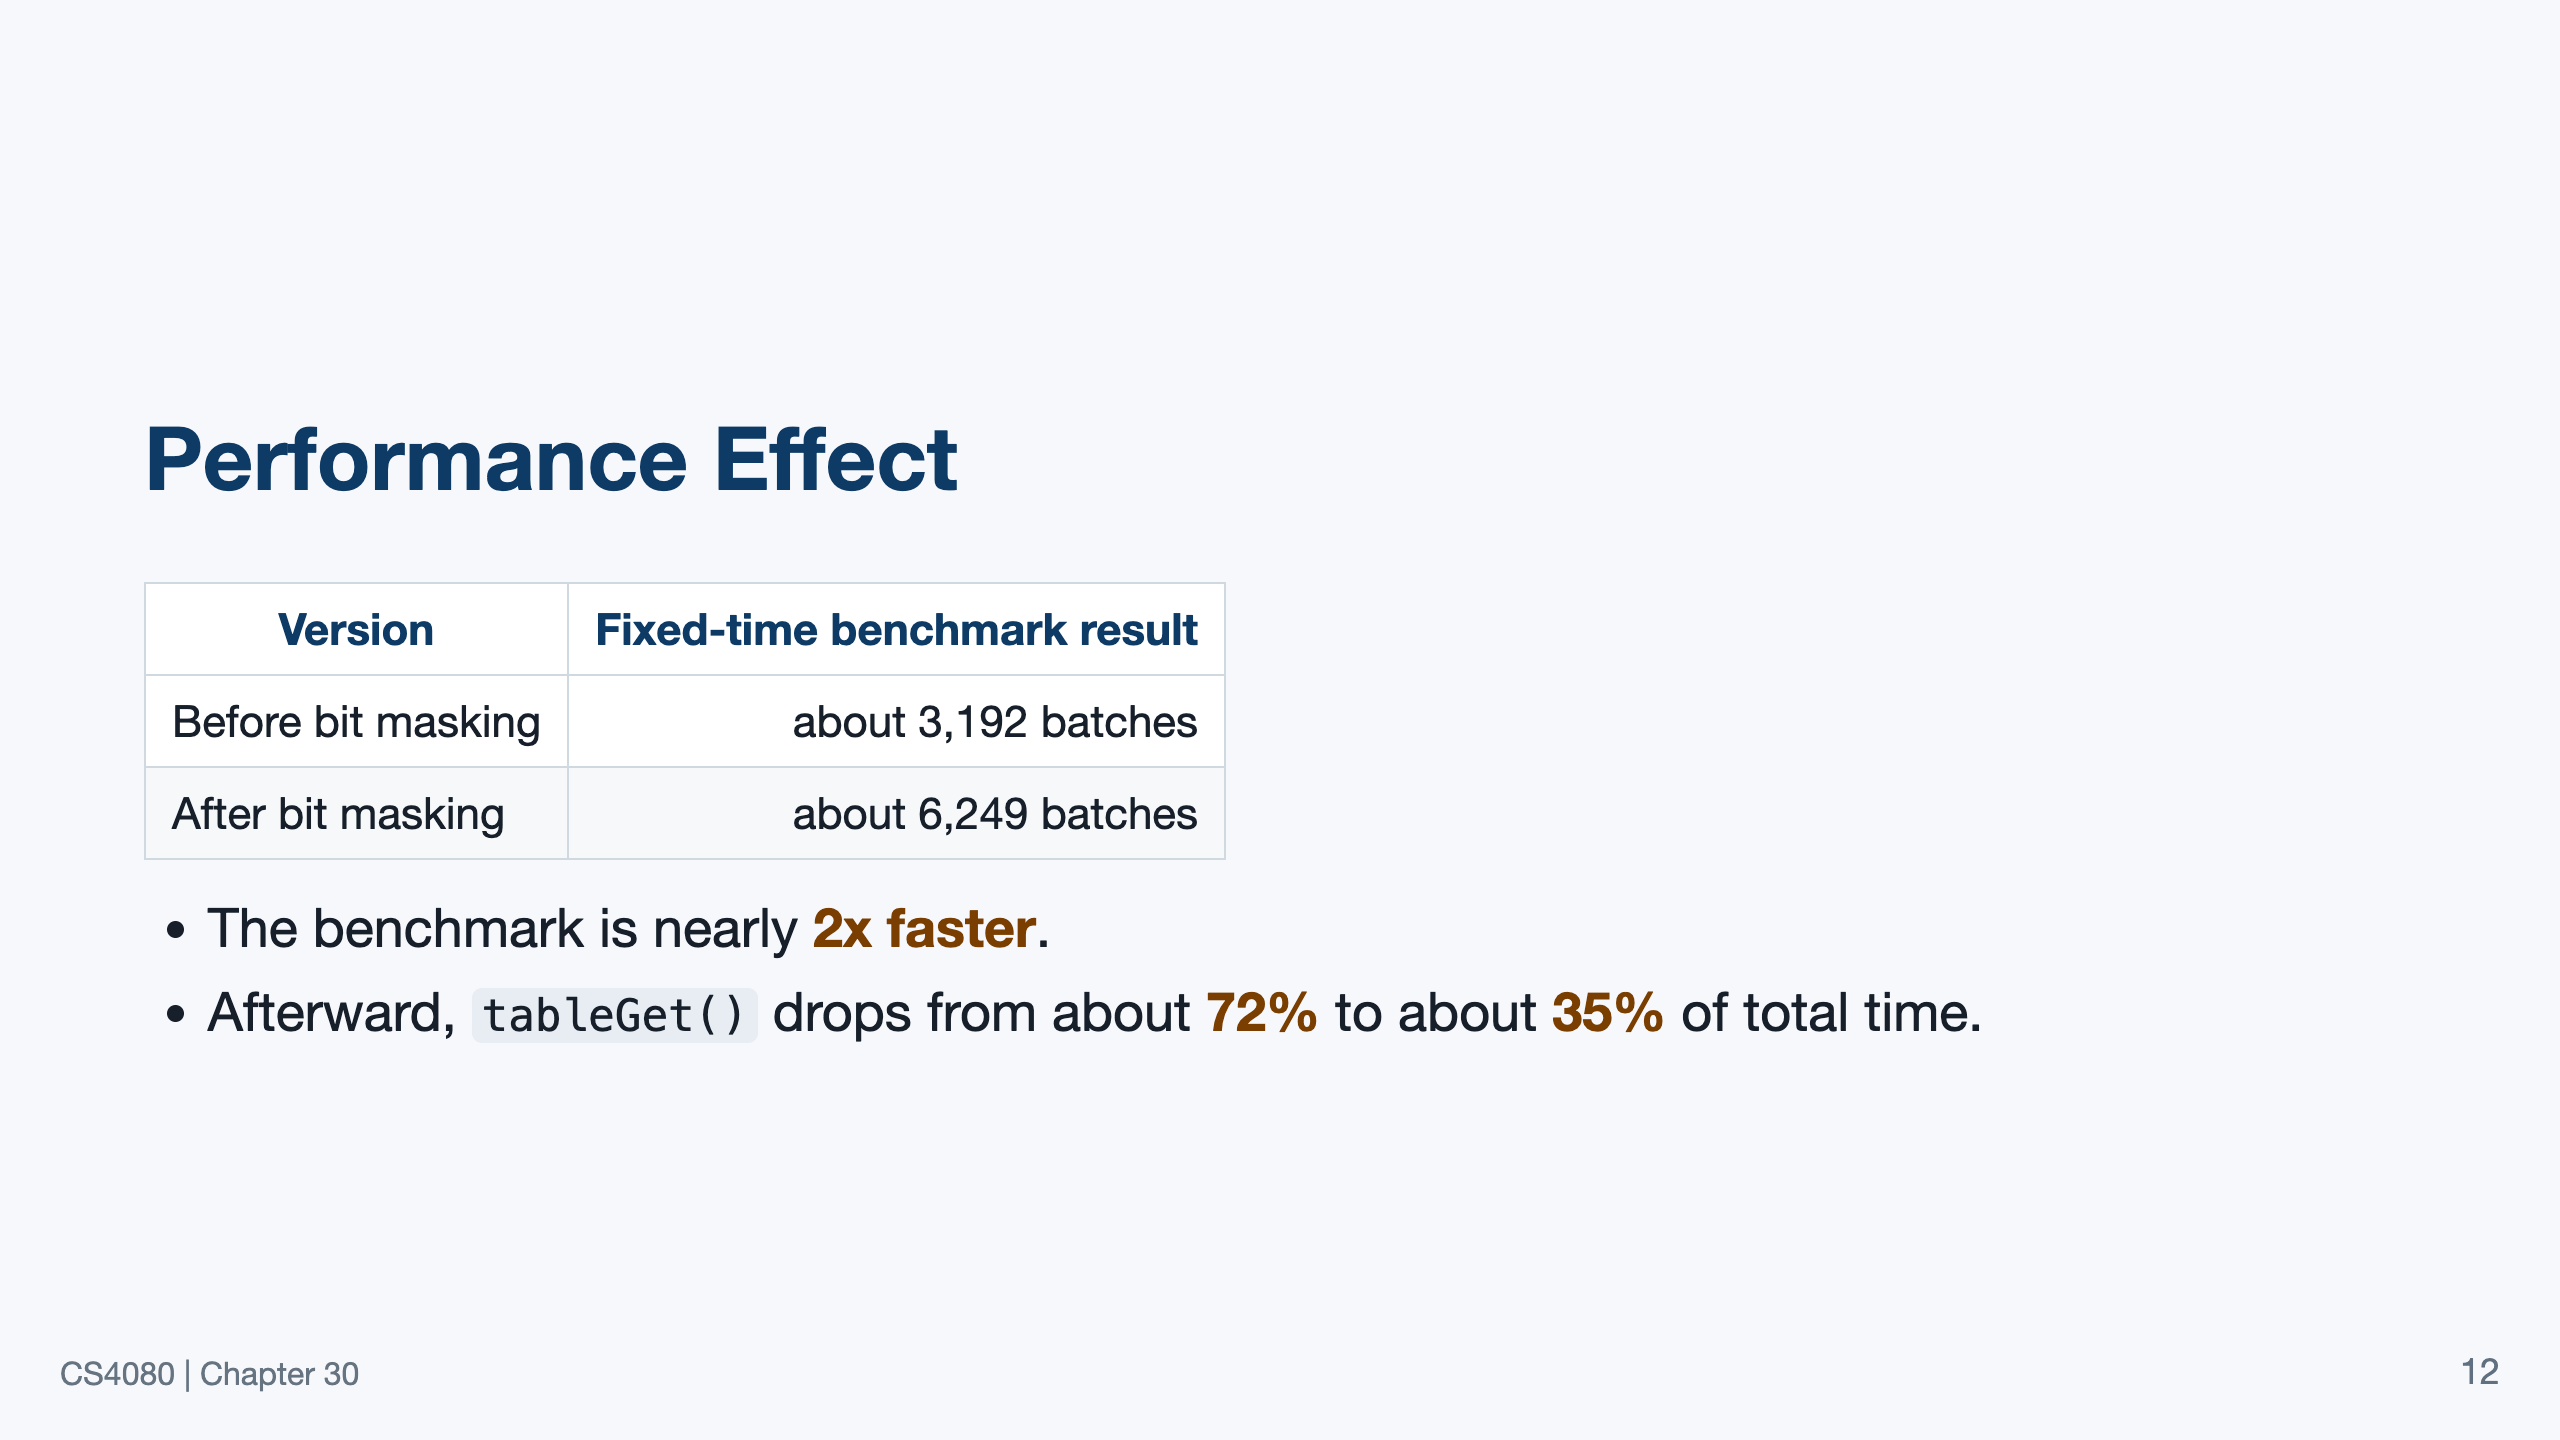 Performance Effect
Version Fixed-time benchmark result
Before bit masking about 3,192 batches
After bit masking about 6,249 batches
• The benchmark is nearly 2x faster.
• Afterward, tableGet() drops from about 72% to about 35% of total time.
CS4080 | Chapter 30 12